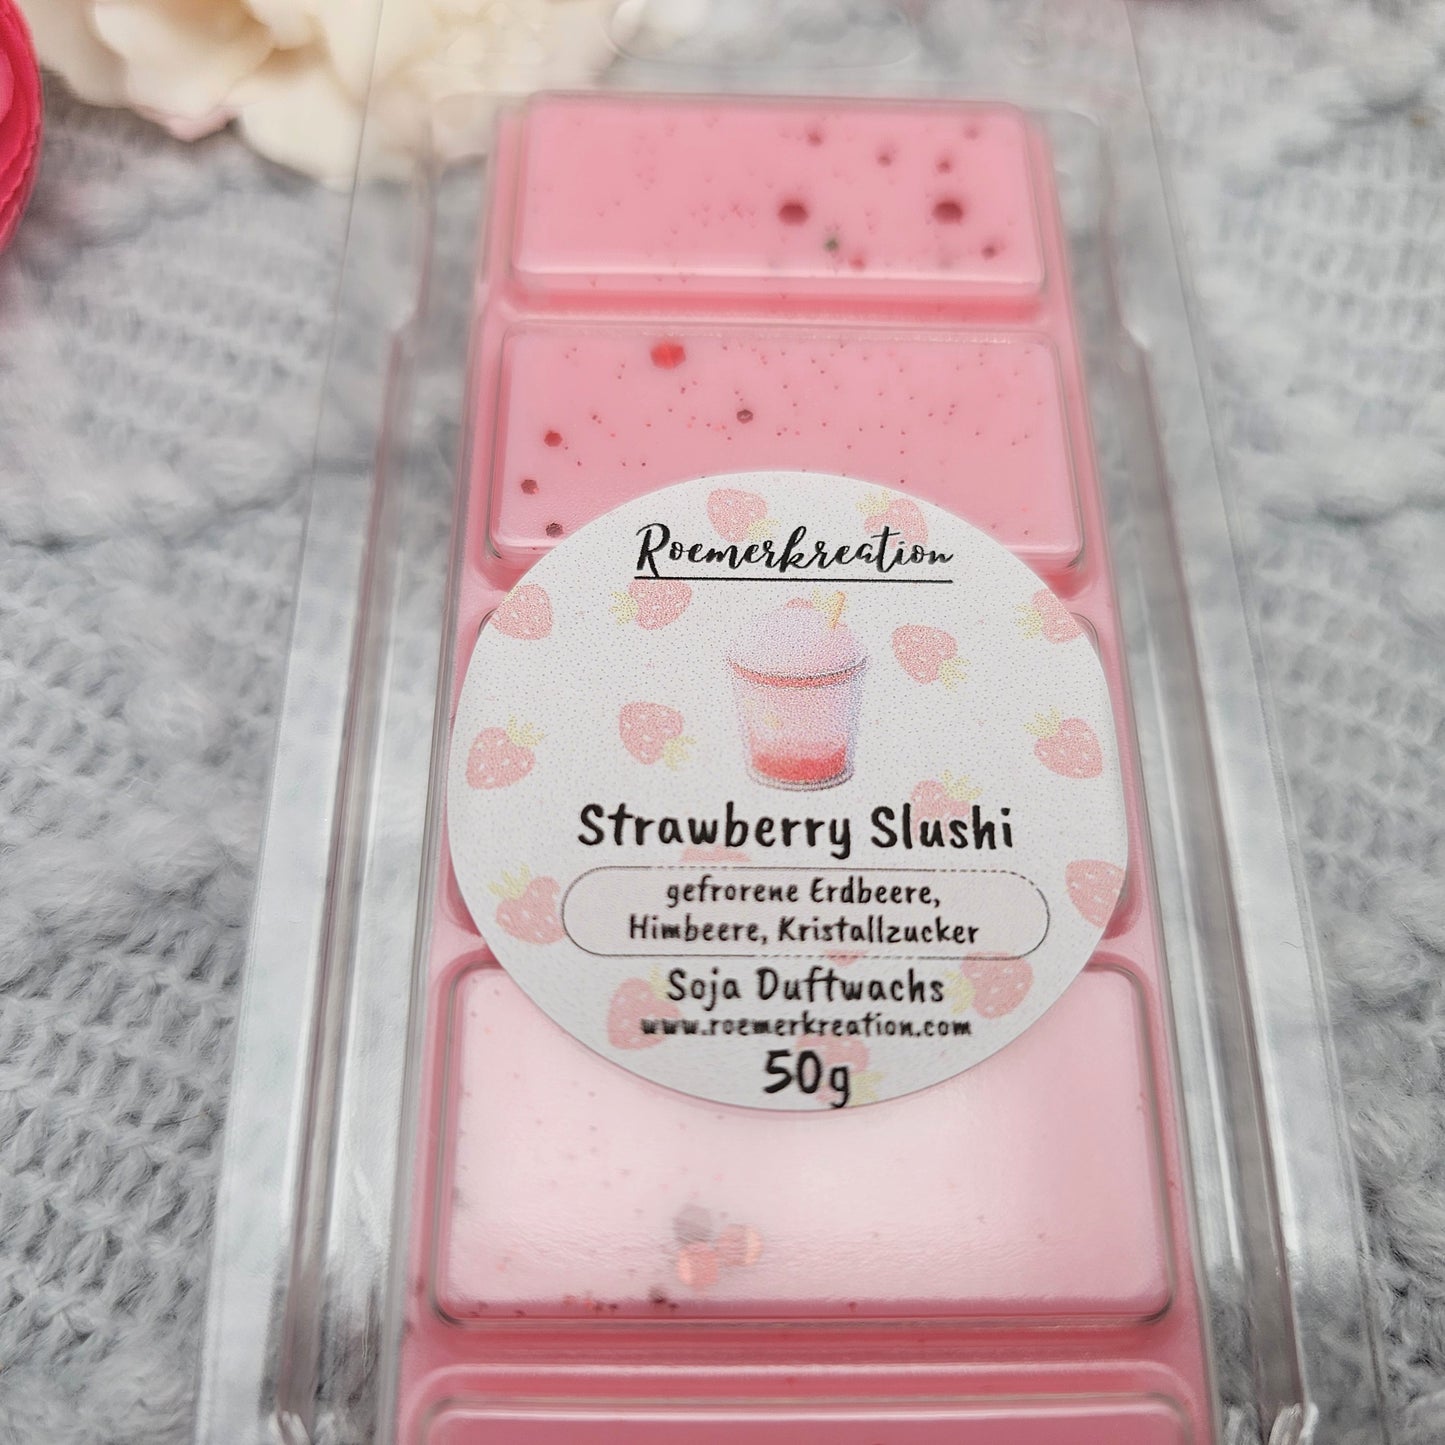 Roemerkreation
Strawberry Slushi
gefrorene Erdbeere,
Himbeere, Kristallzucker
Soja Duftwachs
www.roemerkreation.com
50g